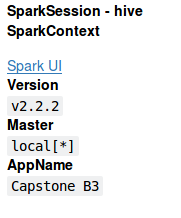 SparkSession - hive
SparkContext
Spark UI
Version
v2.2.2
Master
local[*]
AppName
Capstone B3